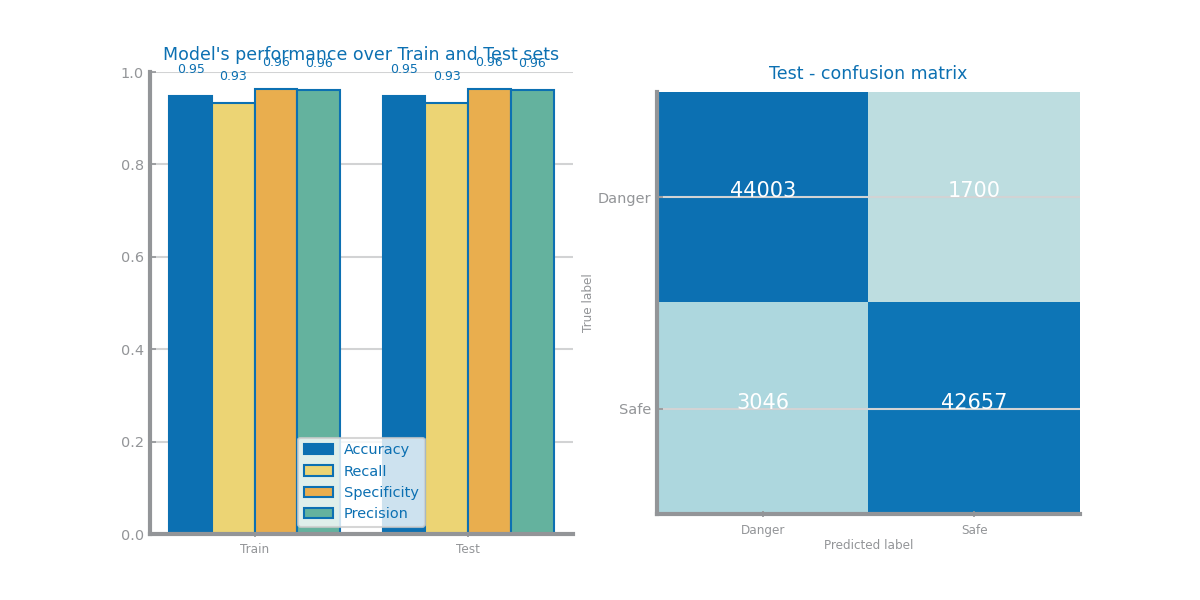 Model's performance over Train and Test sets
0.95 0.93 0.96 0.96 0.95 0.93 0.96 0.96
1.0
0.8
0.6
0.4
0.2
0.0
Accuracy
Recall
Specificity
Precision
Train Test
Test - confusion matrix
True label
Danger 44003 1700
Safe 3046 42657
Danger Safe
Predicted label